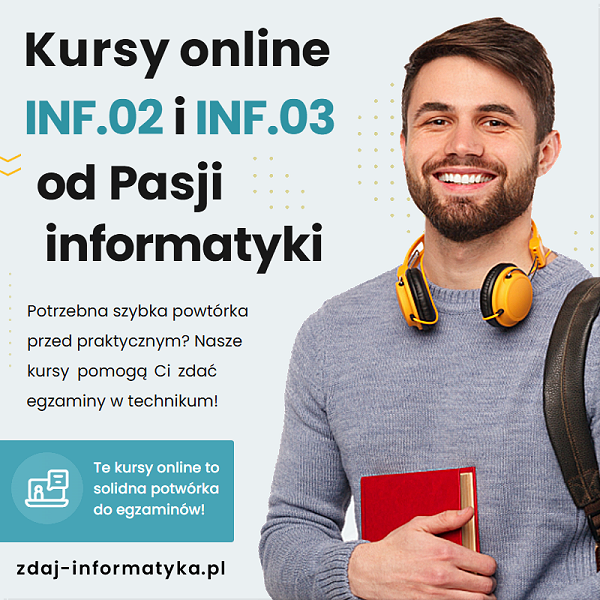 Kursy online
INF.02 i INF.03
od Pasji
informatyki
Potrzebna szybka powtórka
przed praktycznym? Nasze
kursy pomogą Ci zdać
egzaminy w technikum!
Te kursy online to
solidna potwórka
do egzaminów!
zdaj-informatyka.pl